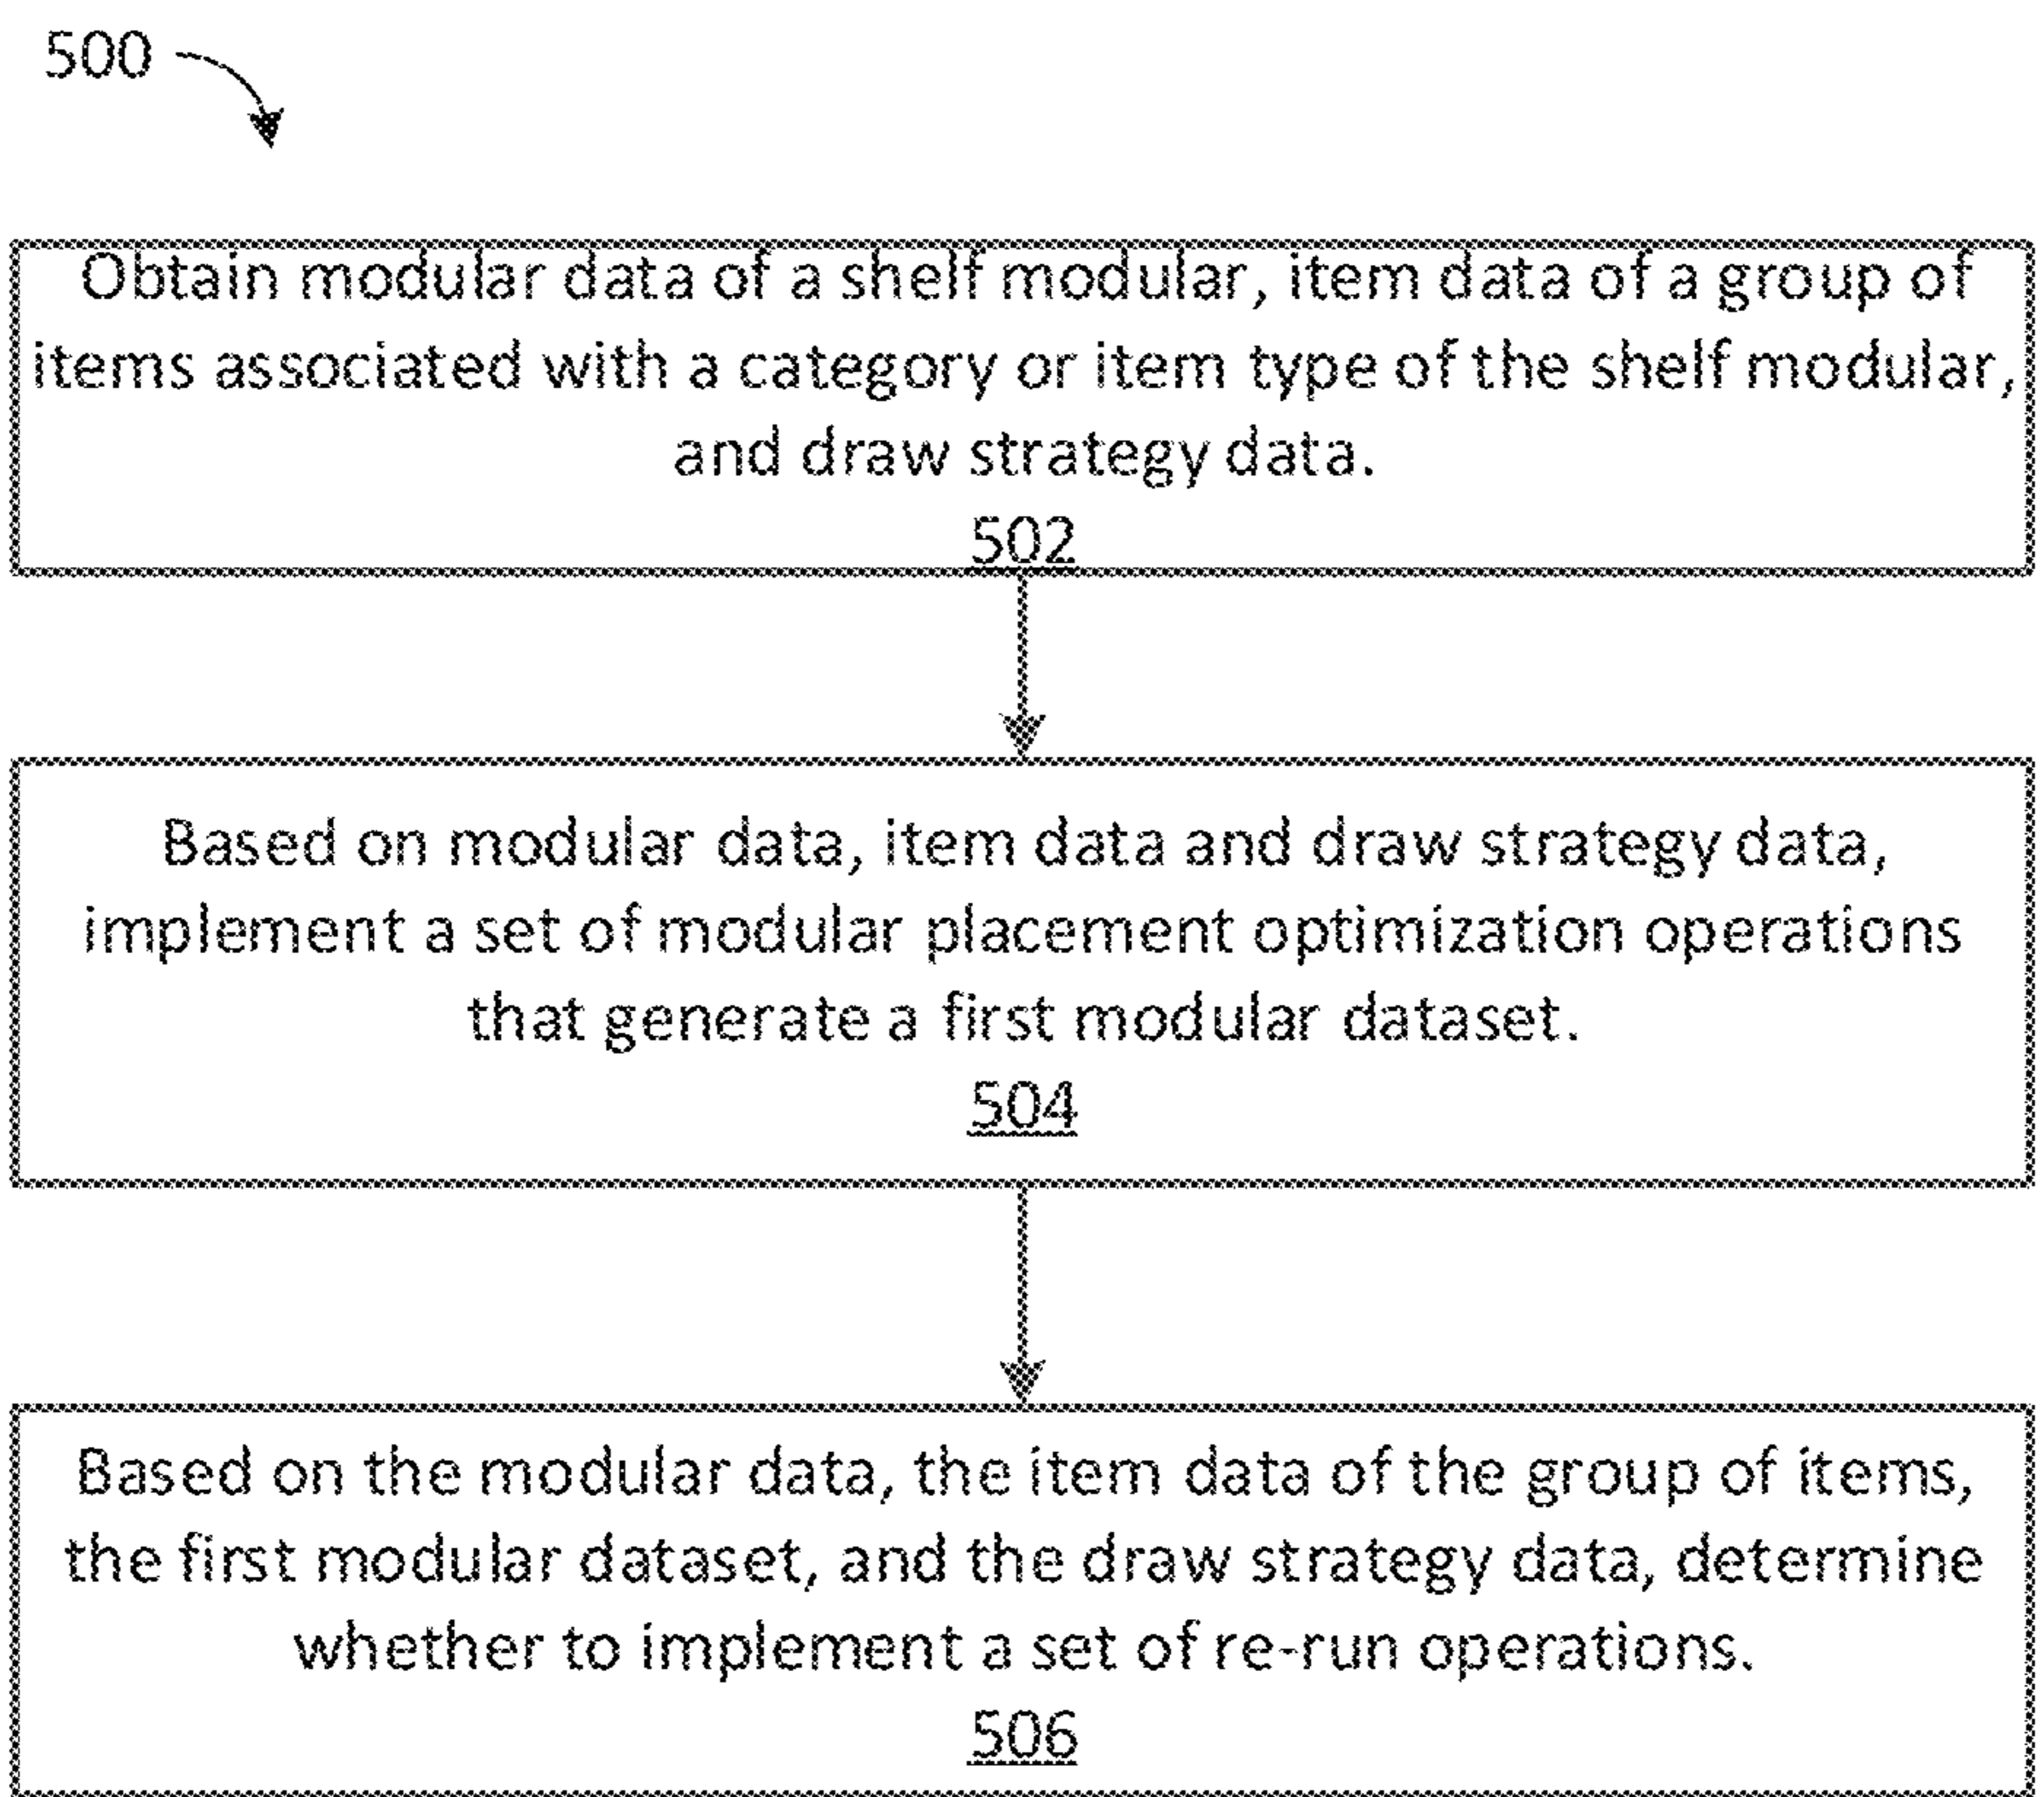 500
Obtain modular data of a shelf modular, item data of a group of
items associated with a category or item type of the shelf modular,
and draw strategy data.
502
Based on modular data, item data and draw strategy data,
implement a set of modular placement optimization operations
that generate a first modular dataset.
504
Based on the modular data, the item data of the group of items,
the first modular dataset, and the draw strategy data, determine
whether to implement a set of re-run operations.
506